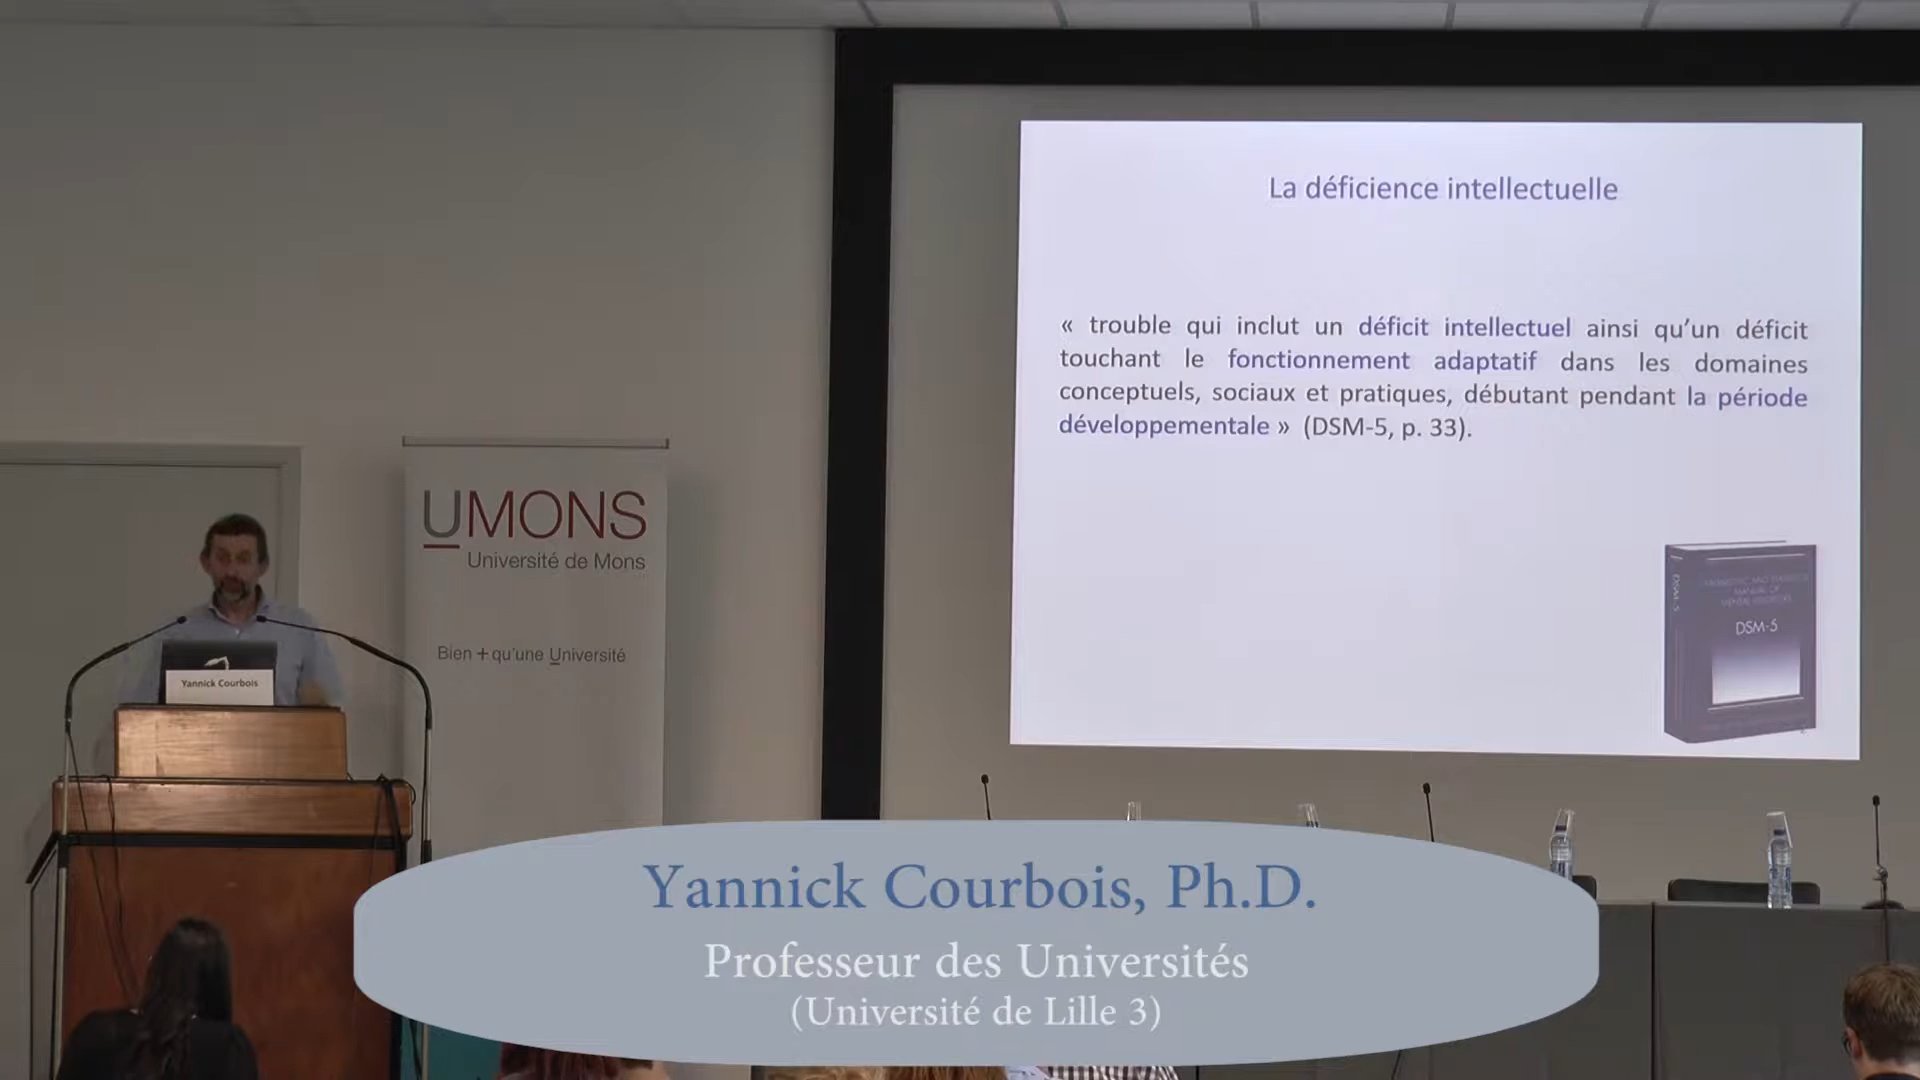 La déficience intellectuelle
« trouble qui inclut un déficit intellectuel ainsi qu’un déficit
touchant le fonctionnement adaptatif dans les domaines
conceptuels, sociaux et pratiques, débutant pendant la période
développementale » (DSM-5, p. 33).
DSM-5
DSM-5
UMONS
Université de Mons
Bien + qu'une Université
Yannick Courbois
Yannick Courbois, Ph.D.
Professeur des Universités
(Université de Lille 3)